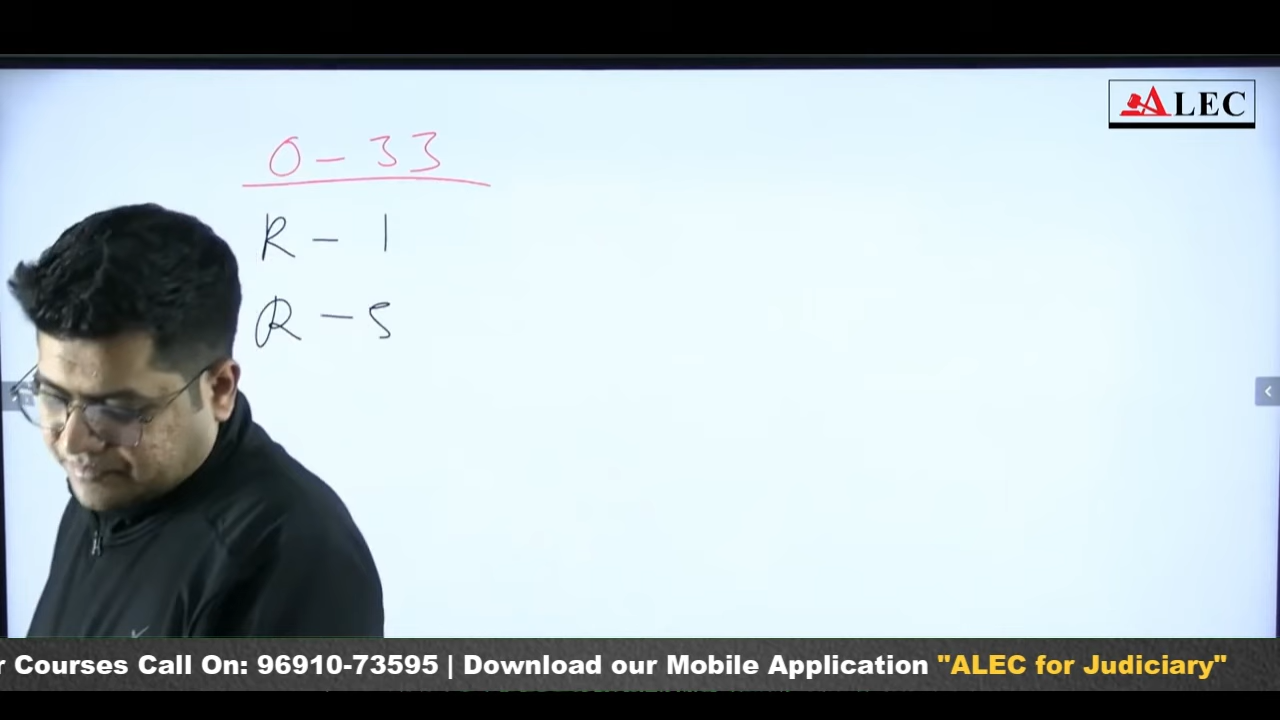 ALEC
O - 33
R - 1
R - 5
r Courses Call On: 96910-73595 | Download our Mobile Application "ALEC for Judiciary"